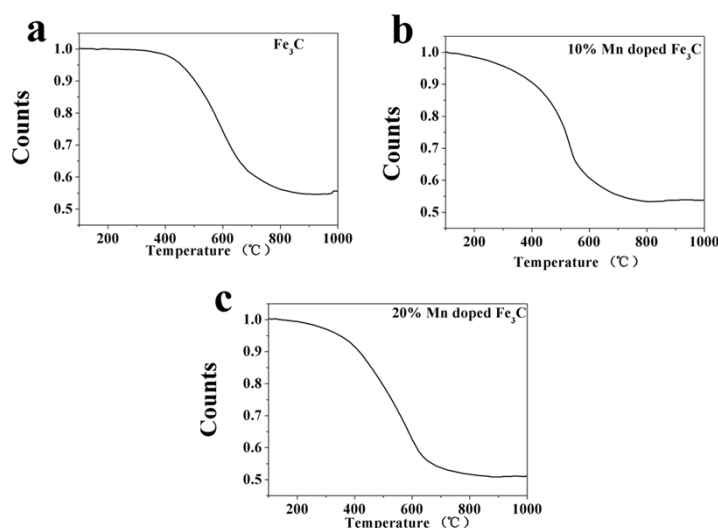 a
Fe₃C
Counts
1.0
0.9
0.8
0.7
0.6
0.5
200 400 600 800 1000
Temperature (℃)
b
10% Mn doped Fe₃C
Counts
1.0
0.9
0.8
0.7
0.6
0.5
200 400 600 800 1000
Temperature (℃)
c
20% Mn doped Fe₃C
Counts
1.0
0.9
0.8
0.7
0.6
0.5
200 400 600 800 1000
Temperature (℃)